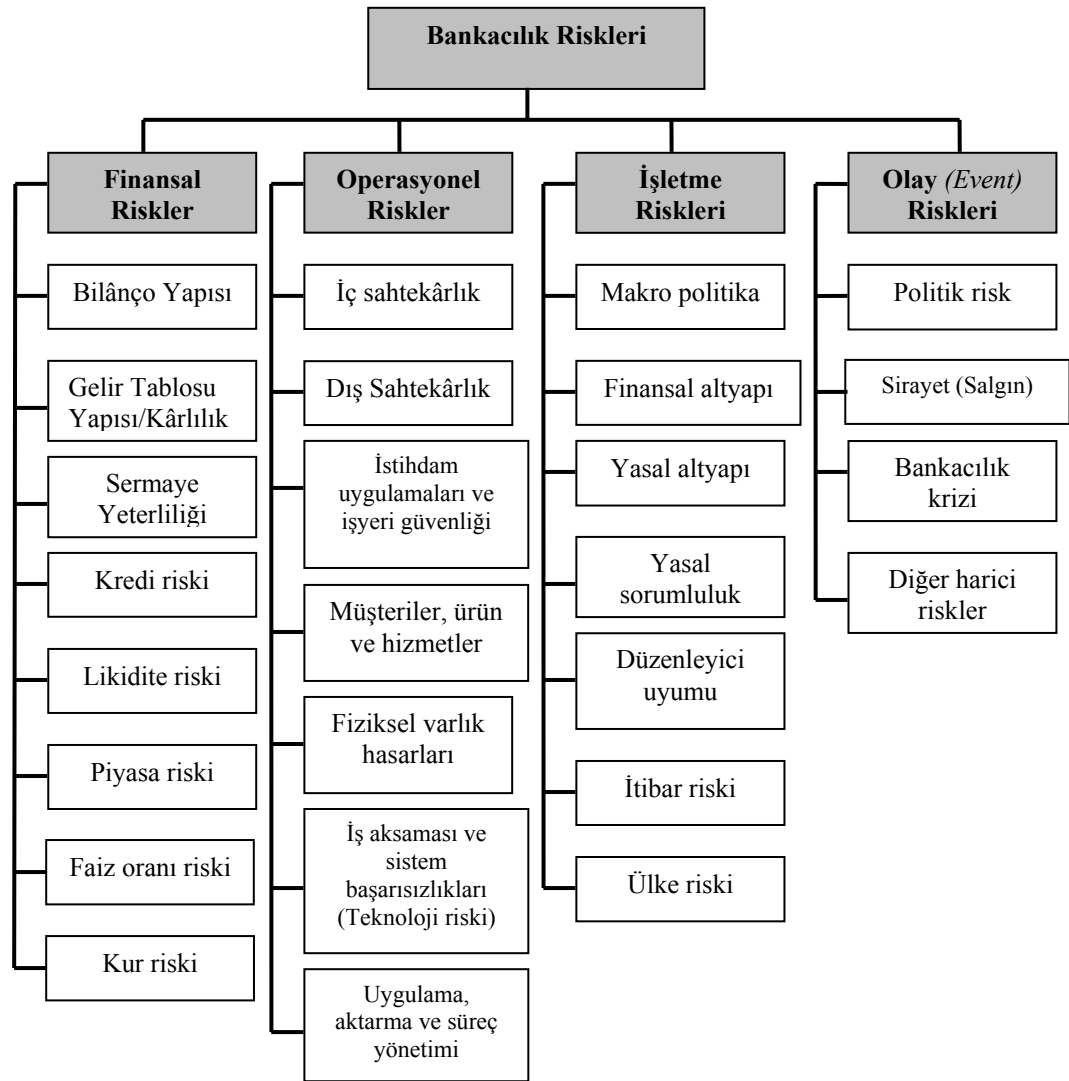 Bankacılık Riskleri
Finansal
Riskler
Bilânço Yapısı
Gelir Tablosu
Yapısı/Kârlılık
Sermaye
Yeterliliği
Kredi riski
Likidite riski
Piyasa riski
Faiz oranı riski
Kur riski
Operasyonel
Riskler
İç sahtekârlık
Dış Sahtekârlık
İstihdam
uygulamaları ve
işyeri güvenliği
Müşteriler, ürün
ve hizmetler
Fiziksel varlık
hasarları
İş aksaması ve
sistem
başarısızlıkları
(Teknoloji riski)
Uygulama,
aktarma ve süreç
yönetimi
İşletme
Riskleri
Makro politika
Finansal altyapı
Yasal altyapı
Yasal
sorumluluk
Düzenleyici
uyumu
İtibar riski
Ülke riski
Olay (Event)
Riskleri
Politik risk
Sirayet (Salgın)
Bankacılık
krizi
Diğer harici
riskler